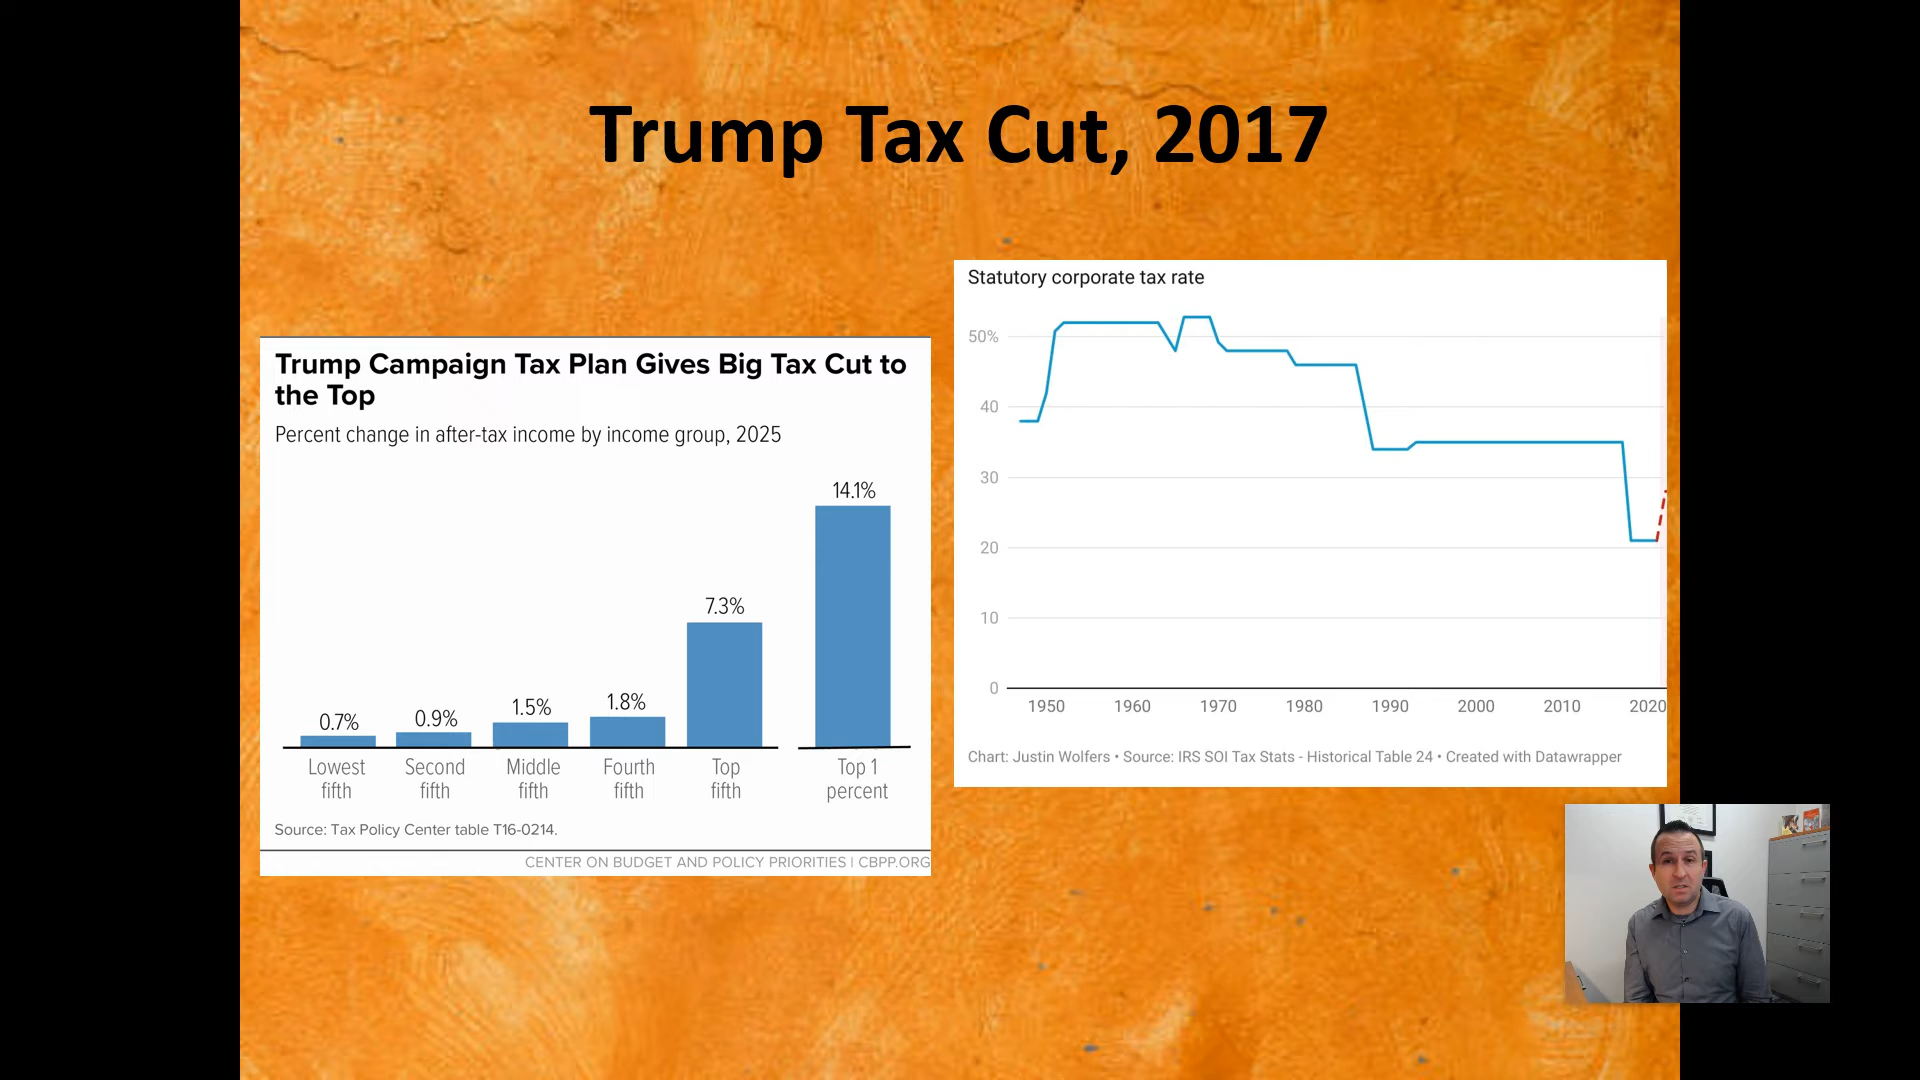 Trump Tax Cut, 2017
Trump Campaign Tax Plan Gives Big Tax Cut to
the Top
Percent change in after-tax income by income group, 2025
14.1%
7.3%
1.8%
1.5%
0.9%
0.7%
Lowest fifth
Second fifth
Middle fifth
Fourth fifth
Top fifth
Top 1 percent
Source: Tax Policy Center table T16-0214.
CENTER ON BUDGET AND POLICY PRIORITIES | CBPP.ORG
Statutory corporate tax rate
50%
40
30
20
10
0
1950 1960 1970 1980 1990 2000 2010 2020
Chart: Justin Wolfers • Source: IRS SOI Tax Stats - Historical Table 24 • Created with Datawrapper